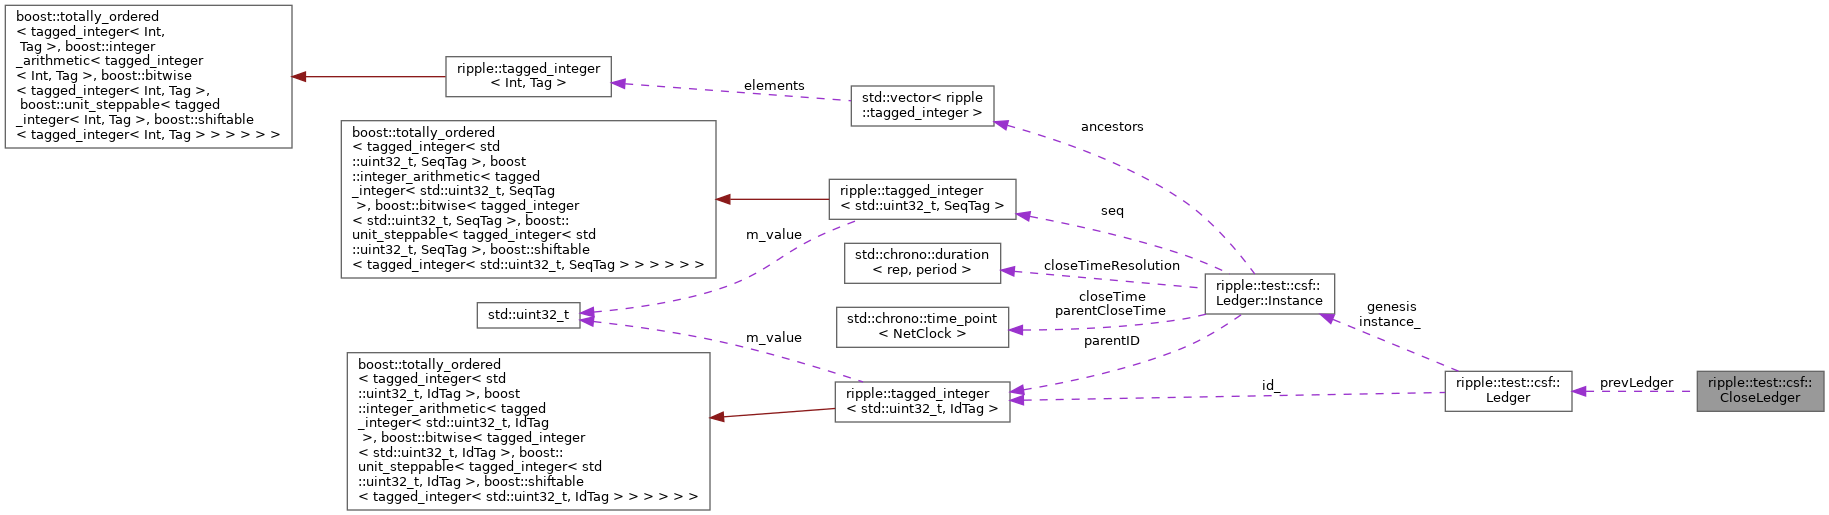 boost::totally_ordered
< tagged_integer< Int,
 Tag >, boost::integer
_arithmetic< tagged_integer
< Int, Tag >, boost::bitwise
< tagged_integer< Int, Tag >,
 boost::unit_steppable< tagged
_integer< Int, Tag >, boost::shiftable
< tagged_integer< Int, Tag > > > > > >
ripple::tagged_integer
< Int, Tag >
elements
std::vector< ripple
::tagged_integer >
ancestors
boost::totally_ordered
< tagged_integer< std
::uint32_t, SeqTag >, boost
::integer_arithmetic< tagged
_integer< std::uint32_t, SeqTag
 >, boost::bitwise< tagged_integer
< std::uint32_t, SeqTag >, boost::
unit_steppable< tagged_integer< std
::uint32_t, SeqTag >, boost::shiftable
< tagged_integer< std::uint32_t, SeqTag > > > > > >
ripple::tagged_integer
< std::uint32_t, SeqTag >
seq
m_value
std::chrono::duration
< rep, period >
closeTimeResolution
ripple::test::csf::
Ledger::Instance
std::uint32_t
std::chrono::time_point
< NetClock >
closeTime
parentCloseTime
genesis
instance_
m_value
parentID
boost::totally_ordered
< tagged_integer< std
::uint32_t, IdTag >, boost
::integer_arithmetic< tagged
_integer< std::uint32_t, IdTag
 >, boost::bitwise< tagged_integer
< std::uint32_t, IdTag >, boost::
unit_steppable< tagged_integer< std
::uint32_t, IdTag >, boost::shiftable
< tagged_integer< std::uint32_t, IdTag > > > > > >
ripple::tagged_integer
< std::uint32_t, IdTag >
id_
ripple::test::csf::
Ledger
prevLedger
ripple::test::csf::
CloseLedger